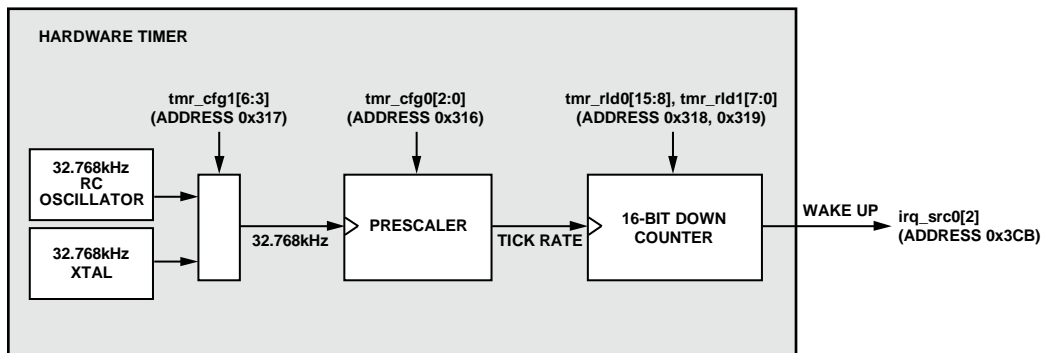 HARDWARE TIMER
tmr_cfg1[6:3]
(ADDRESS 0x317)
tmr_cfg0[2:0]
(ADDRESS 0x316)
tmr_rld0[15:8], tmr_rld1[7:0]
(ADDRESS 0x318, 0x319)
32.768kHz
RC
OSCILLATOR
32.768kHz
XTAL
32.768kHz
PRESCALER
TICK RATE
16-BIT DOWN
COUNTER
WAKE UP
irq_src0[2]
(ADDRESS 0x3CB)